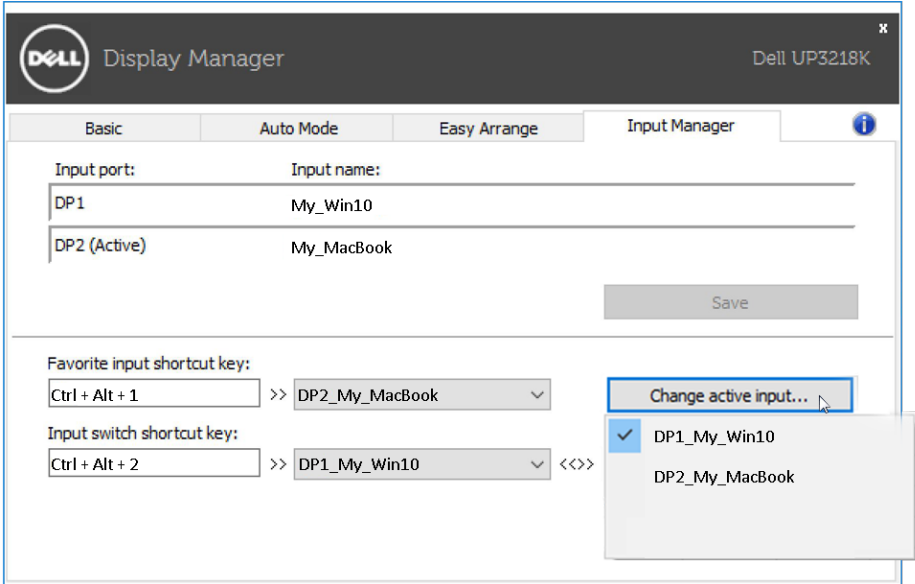 x
DELL Display Manager Dell UP3218K
Basic Auto Mode Easy Arrange Input Manager i
Input port: Input name:
DP1 My_Win10
DP2 (Active) My_MacBook
Save
Favorite input shortcut key:
Ctrl + Alt + 1 >> DP2_My_MacBook Change active input...
Input switch shortcut key: DP1_My_Win10
Ctrl + Alt + 2 >> DP1_My_Win10 <<>>
DP2_My_MacBook